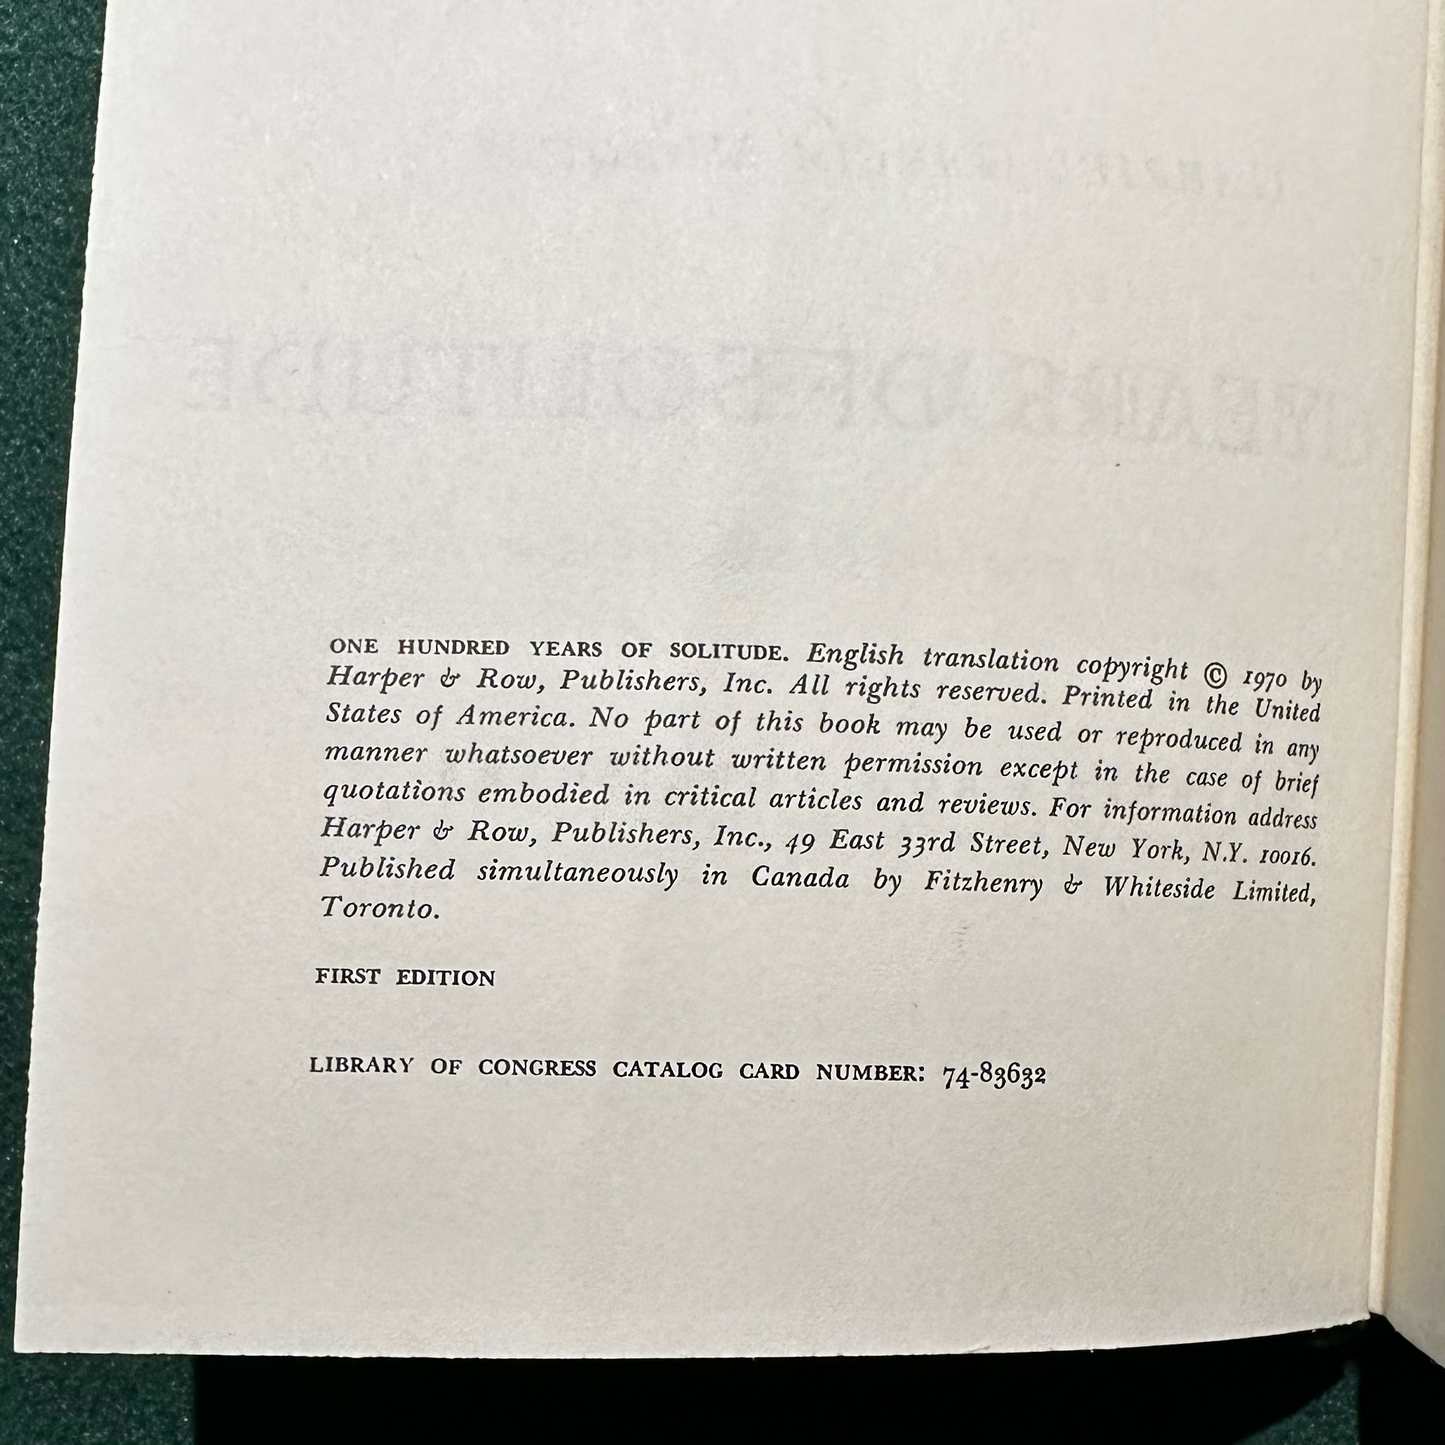 ONE HUNDRED YEARS OF SOLITUDE. English translation copyright © 1970 by
Harper & Row, Publishers, Inc. All rights reserved. Printed in the United
States of America. No part of this book may be used or reproduced in any
manner whatsoever without written permission except in the case of brief
quotations embodied in critical articles and reviews. For information address
Harper & Row, Publishers, Inc., 49 East 33rd Street, New York, N.Y. 10016.
Published simultaneously in Canada by Fitzhenry & Whiteside Limited,
Toronto.
FIRST EDITION
LIBRARY OF CONGRESS CATALOG CARD NUMBER: 74-83632